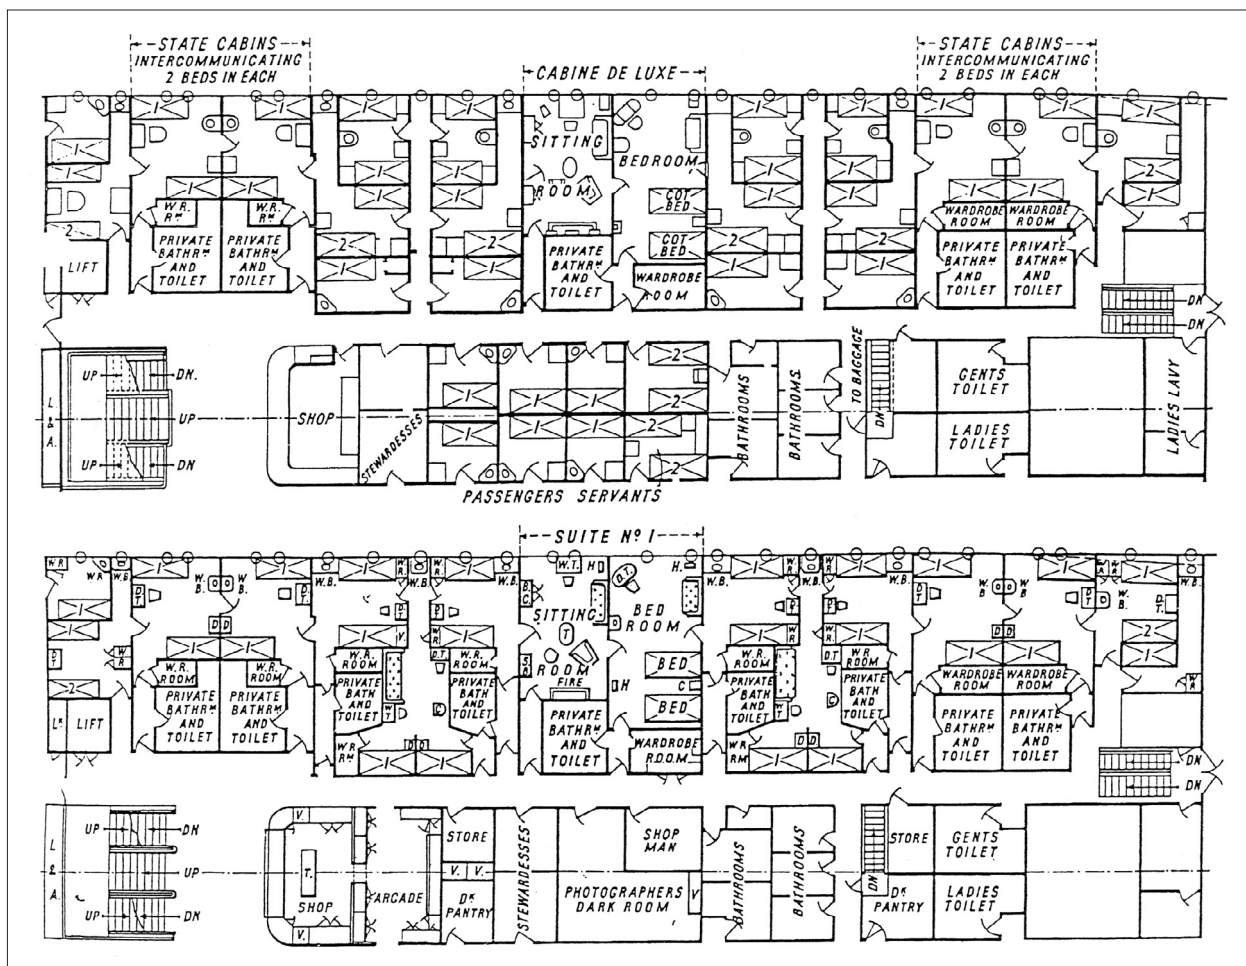 STATE CABINS
INTERCOMMUNICATING
2 BEDS IN EACH
CABINE DE LUXE
STATE CABINS
INTERCOMMUNICATING
2 BEDS IN EACH
SITTING
ROOM
BEDROOM
COT
BED
COT
BED
W.R.
RM
W.R.
RM
WARDROBE
ROOM
WARDROBE
ROOM
LIFT
PRIVATE
BATHRM
AND
TOILET
PRIVATE
BATHRM
AND
TOILET
PRIVATE
BATHRM
AND
TOILET
WARDROBE
ROOM
PRIVATE
BATHRM
AND
TOILET
PRIVATE
BATHRM
AND
TOILET
DN
DN
L & A.
UP
DN.
UP
UP
DN
SHOP
STEWARDESSES
PASSENGERS SERVANTS
BATHROOMS
BATHROOMS.
TO BAGGAGE
DN
GENTS
TOILET
LADIES
TOILET
LADIES LAVY
SUITE Nº 1
SITTING
ROOM
FIRE
BED
ROOM
BED
BED
W.R.
ROOM
W.R.
ROOM
W.R.
ROOM
W.R.
ROOM
W.R.
ROOM
WR
ROOM
WARDROBE
ROOM
WARDROBE
ROOM
LIFT
PRIVATE
BATHRM
AND
TOILET
PRIVATE
BATHRM
AND
TOILET
PRIVATE
BATH
AND
TOILET
PRIVATE
BATH
AND
TOILET
PRIVATE
BATHRM
AND
TOILET
WARDROBE
ROOM
PRIVATE
BATH
AND
TOILET
PRIVATE
BATH
AND
TOILET
PRIVATE
BATHRM
AND
TOILET
PRIVATE
BATHRM
AND
TOILET
DN
DN
L & A.
UP
DN
UP
UP
DN
V.
T.
SHOP
V.
ARCADE
STORE
V.
V.
DK
PANTRY
STEWARDESSES
SHOP
MAN
PHOTOGRAPHERS
DARK ROOM
V
BATHROOMS
BATHROOMS
DN
STORE
DK
PANTRY
GENTS
TOILET
LADIES
TOILET